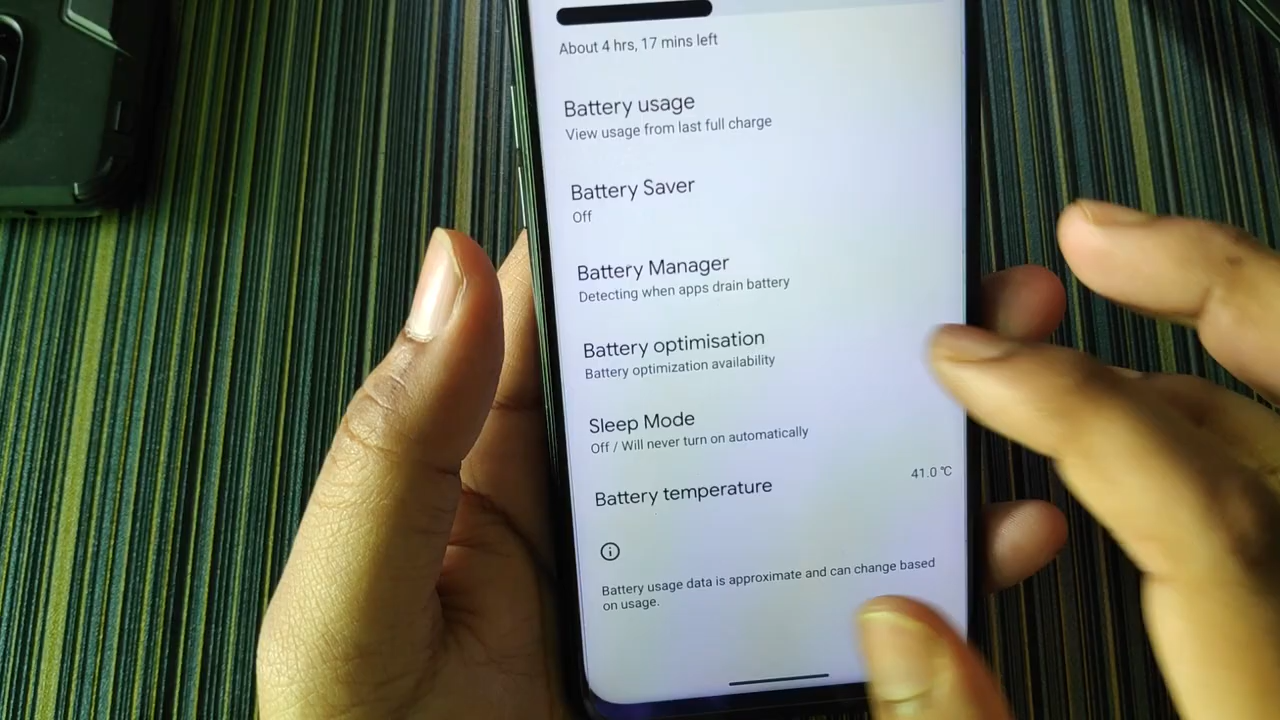 About 4 hrs, 17 mins left
Battery usage
View usage from last full charge
Battery Saver
Off
Battery Manager
Detecting when apps drain battery
Battery optimisation
Battery optimization availability
Sleep Mode
Off / Will never turn on automatically
Battery temperature
41.0 ℃
Battery usage data is approximate and can change based
on usage.